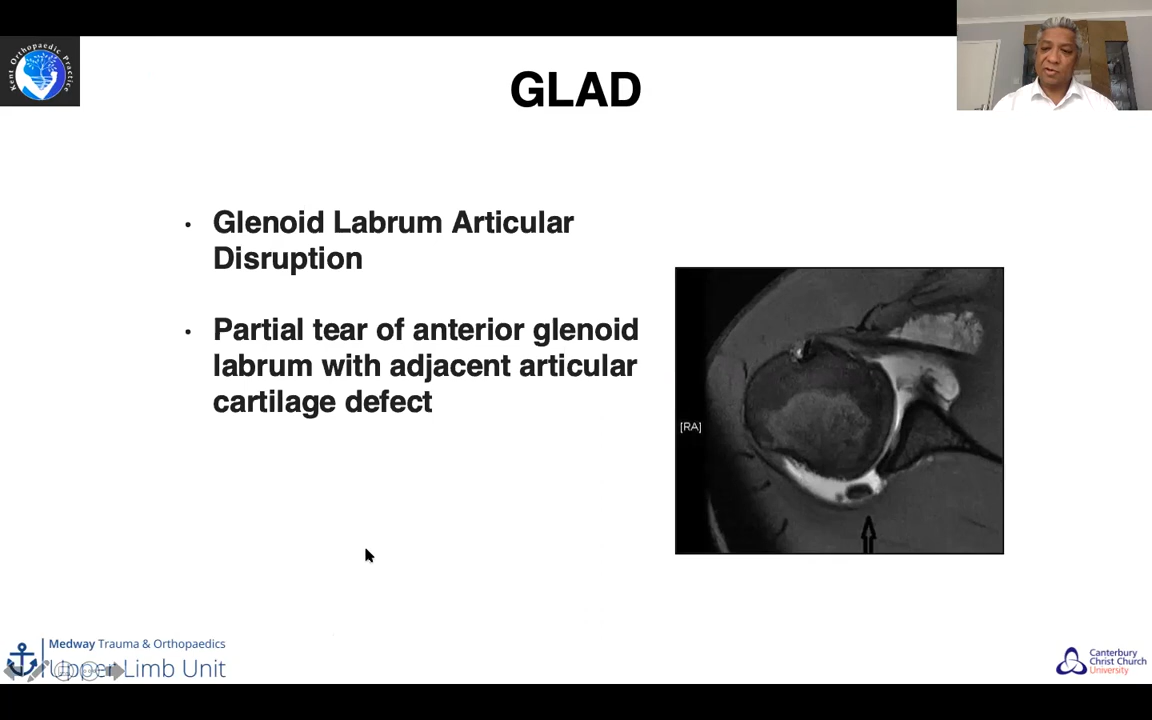 Kent Orthopaedic Practice
GLAD
• Glenoid Labrum Articular
Disruption
• Partial tear of anterior glenoid
labrum with adjacent articular
cartilage defect
[RA]
Medway Trauma & Orthopaedics
Upper Limb Unit
Canterbury
Christ Church
University